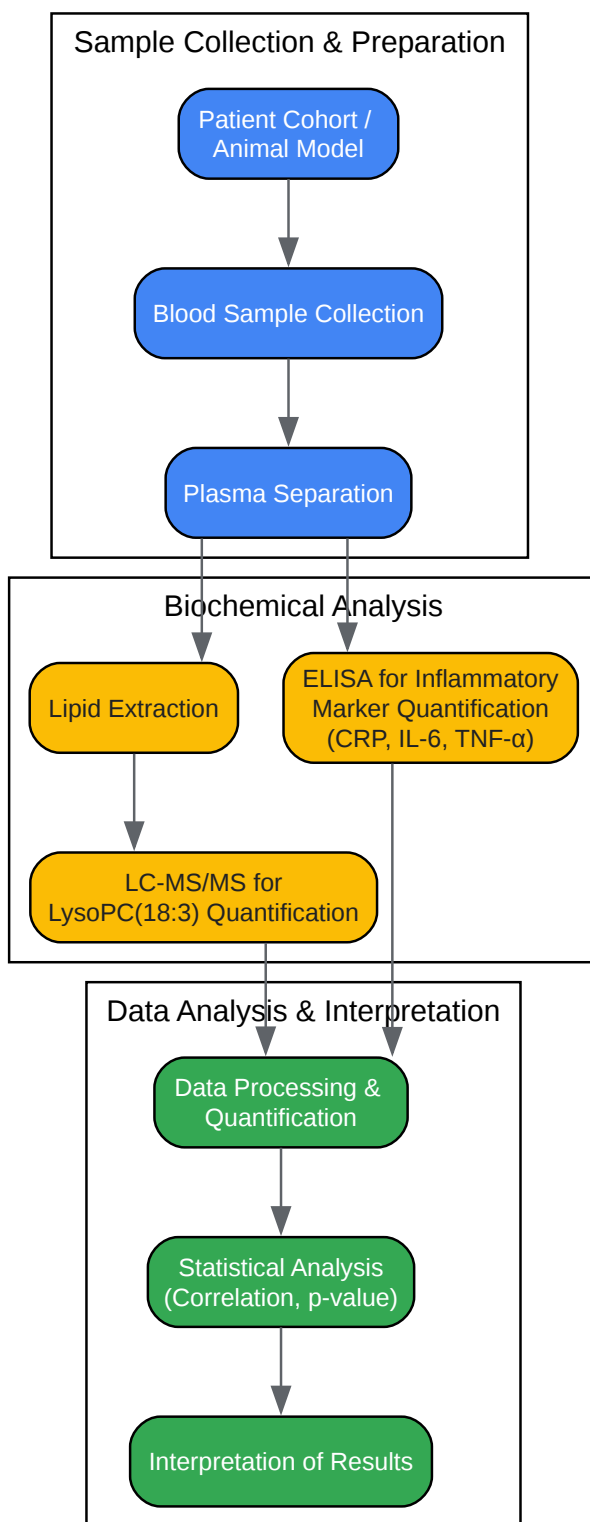 Sample Collection & Preparation
Patient Cohort /
Animal Model
Blood Sample Collection
Plasma Separation
Biochemical Analysis
Lipid Extraction
ELISA for Inflammatory
Marker Quantification
(CRP, IL-6, TNF-α)
LC-MS/MS for
LysoPC(18:3) Quantification
Data Analysis & Interpretation
Data Processing &
Quantification
Statistical Analysis
(Correlation, p-value)
Interpretation of Results